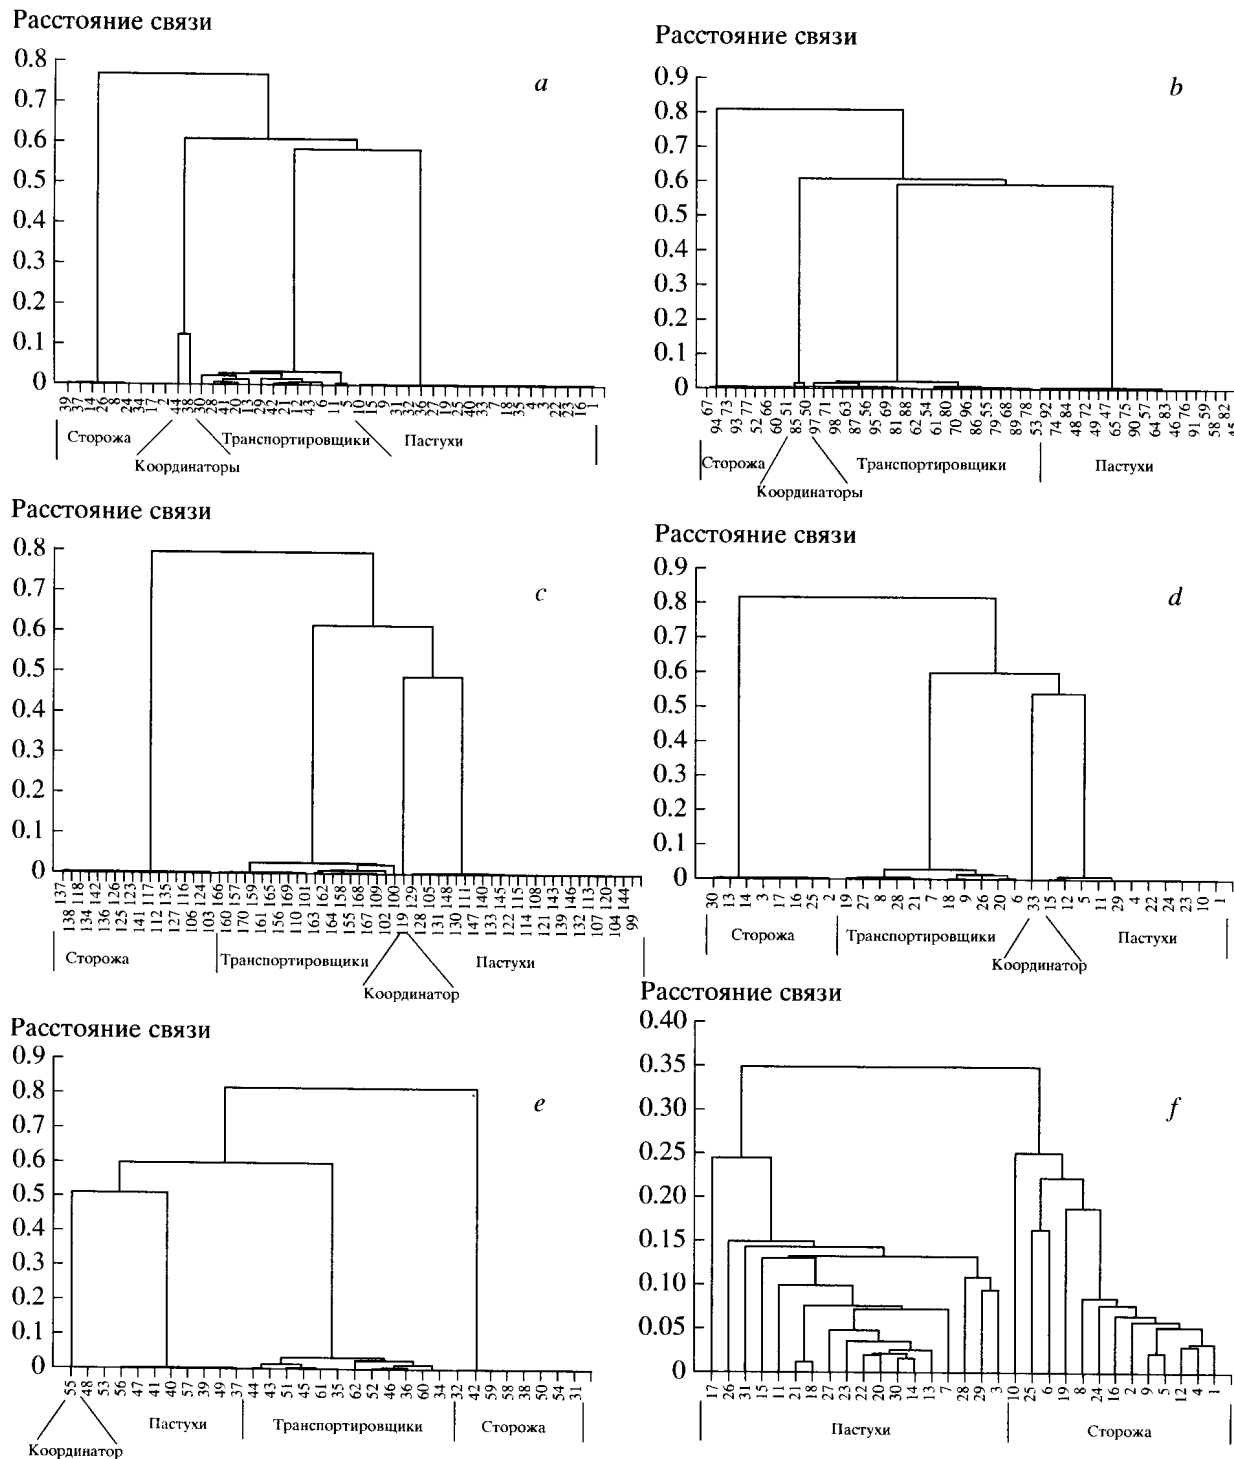 Расстояние связи
a
0.8
0.7
0.6
0.5
0.4
0.3
0.2
0.1
0
39 37 14 26 8 24 34 17 2 44 38 30 28 41 20 13 29 42 21 12 43 6 11 5 10 15 9 31 32 36 27 19 25 40 33 7 18 35 4 3 22 23 16 1
Сторожа
Транспортировщики
Пастухи
Координаторы
Расстояние связи
b
0.9
0.8
0.7
0.6
0.5
0.4
0.3
0.2
0.1
0
67 73 77 66 51 50 71 63 56 69 88 54 80 96 55 68 78 92 84 72 47 75 57 83 76 59 82
94 93 52 60 85 97 98 87 95 81 62 61 70 86 79 89 53 74 48 49 65 90 64 46 91 58 45
Сторожа
Транспортировщики
Пастухи
Координаторы
Расстояние связи
c
0.8
0.7
0.6
0.5
0.4
0.3
0.2
0.1
0
137 118 142 126 123 117 135 116 124 166 157 159 165 169 101 162 158 168 109 100 129 105 148 111 140 145 115 108 143 146 113 120 144
138 134 136 125 141 112 127 106 103 160 170 161 156 110 163 164 155 167 102 119 128 131 130 147 133 122 114 121 139 132 107 104 99
Сторожа
Транспортировщики
Пастухи
Координатор
Расстояние связи
d
0.9
0.8
0.7
0.6
0.5
0.4
0.3
0.2
0.1
0
30 13 14 3 17 16 25 2 19 27 8 28 21 7 18 9 26 20 6 33 15 12 5 11 29 4 22 24 23 10 1
Сторожа
Транспортировщики
Пастухи
Координатор
Расстояние связи
e
0.9
0.8
0.7
0.6
0.5
0.4
0.3
0.2
0.1
0
55 48 53 56 47 41 40 57 39 49 37 44 43 51 45 61 35 62 52 46 36 60 34 32 42 59 58 38 50 54 31
Пастухи
Транспортировщики
Сторожа
Координатор
Расстояние связи
f
0.40
0.35
0.30
0.25
0.20
0.15
0.10
0.05
0
17 26 31 15 11 21 18 27 23 22 20 30 14 13 7 28 29 3 10 25 6 19 8 24 16 2 9 5 12 4 1
Пастухи
Сторожа